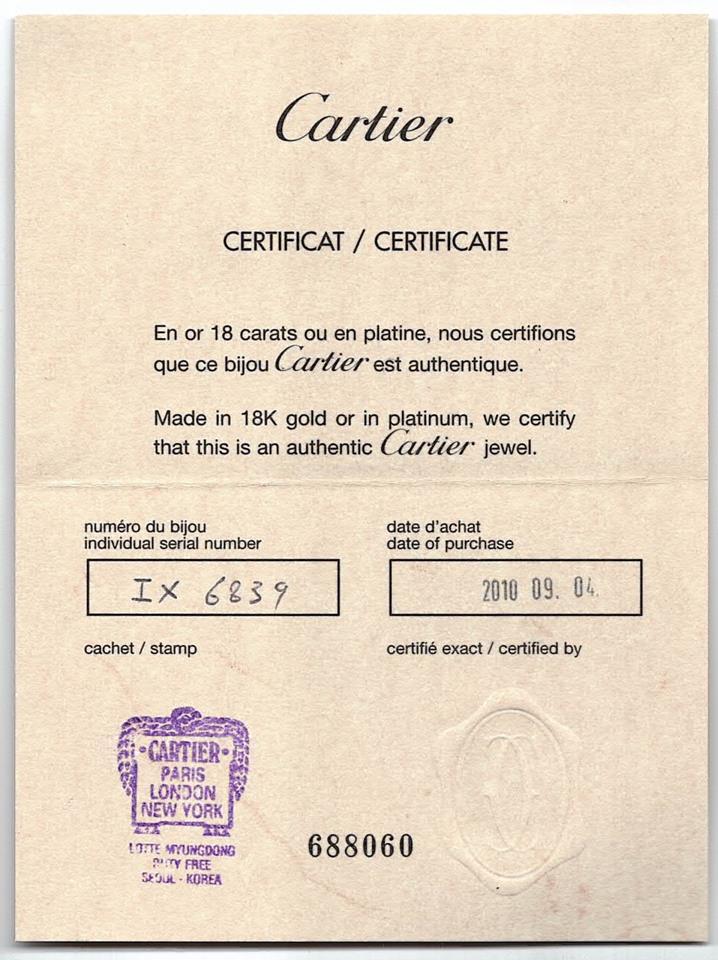 Cartier
CERTIFICAT / CERTIFICATE
En or 18 carats ou en platine, nous certifions
que ce bijou Cartier est authentique.
Made in 18K gold or in platinum, we certify
that this is an authentic Cartier jewel.
numéro du bijou
individual serial number
IX 6839
date d'achat
date of purchase
2010 09. 04.
cachet / stamp
certifié exact / certified by
CARTIER
PARIS
LONDON
NEW YORK
LOTTE MYUNGDONG
DUTY FREE
SEOUL - KOREA
688060